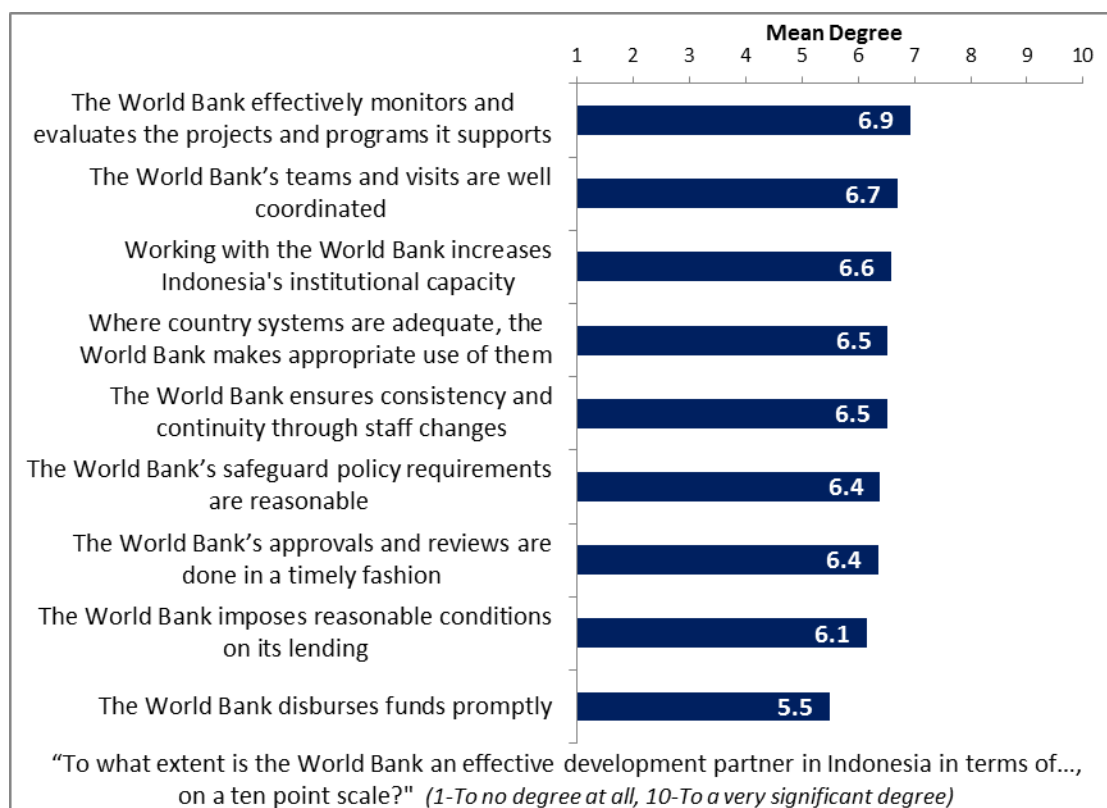 Mean Degree
1 2 3 4 5 6 7 8 9 10
The World Bank effectively monitors and
evaluates the projects and programs it supports
6.9
The World Bank’s teams and visits are well
coordinated
6.7
Working with the World Bank increases
Indonesia's institutional capacity
6.6
Where country systems are adequate, the
World Bank makes appropriate use of them
6.5
The World Bank ensures consistency and
continuity through staff changes
6.5
The World Bank’s safeguard policy requirements
are reasonable
6.4
The World Bank’s approvals and reviews are
done in a timely fashion
6.4
The World Bank imposes reasonable conditions
on its lending
6.1
The World Bank disburses funds promptly
5.5
“To what extent is the World Bank an effective development partner in Indonesia in terms of…,
on a ten point scale?" (1-To no degree at all, 10-To a very significant degree)